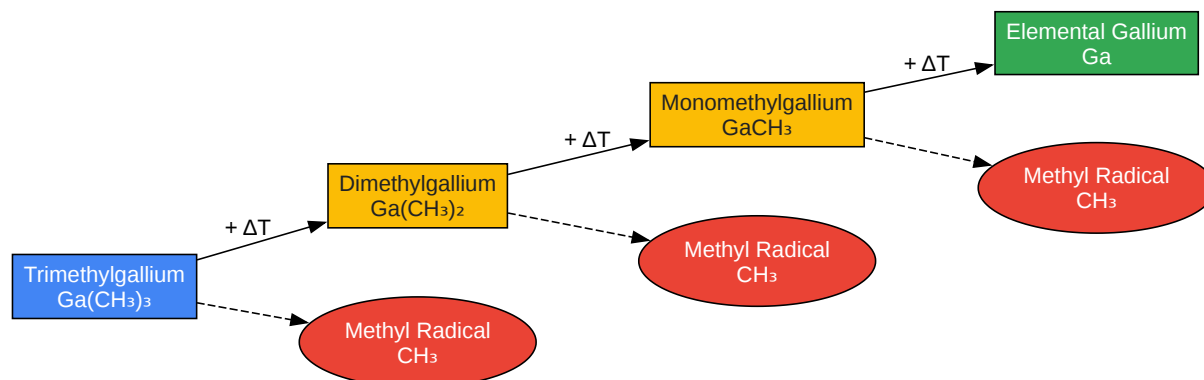 Elemental Gallium
Ga
+ ΔT
Monomethylgallium
GaCH₃
+ ΔT
Methyl Radical
CH₃
Dimethylgallium
Ga(CH₃)₂
+ ΔT
Methyl Radical
CH₃
Trimethylgallium
Ga(CH₃)₃
Methyl Radical
CH₃